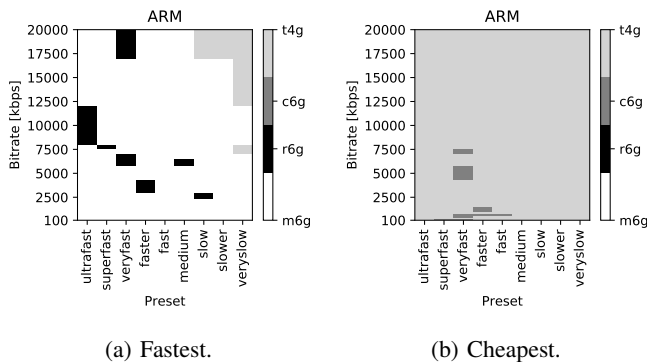 ARM
Bitrate [kbps]
20000
17500
15000
12500
10000
7500
5000
2500
100
ultrafast
superfast
veryfast
faster
fast
medium
slow
slower
veryslow
Preset
t4g
c6g
r6g
m6g
(a) Fastest.
ARM
Bitrate [kbps]
20000
17500
15000
12500
10000
7500
5000
2500
100
ultrafast
superfast
veryfast
faster
fast
medium
slow
slower
veryslow
Preset
t4g
c6g
r6g
m6g
(b) Cheapest.